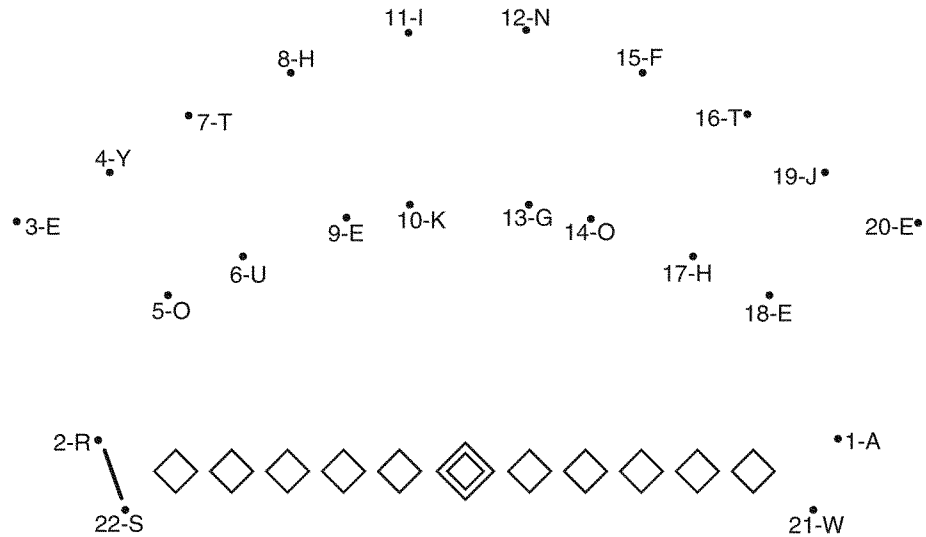 11-I 12-N
8-H 15-F
7-T 16-T
4-Y 19-J
3-E 10-K 13-G 20-E
9-E 14-O
6-U 17-H
5-O 18-E
2-R 1-A
22-S 21-W